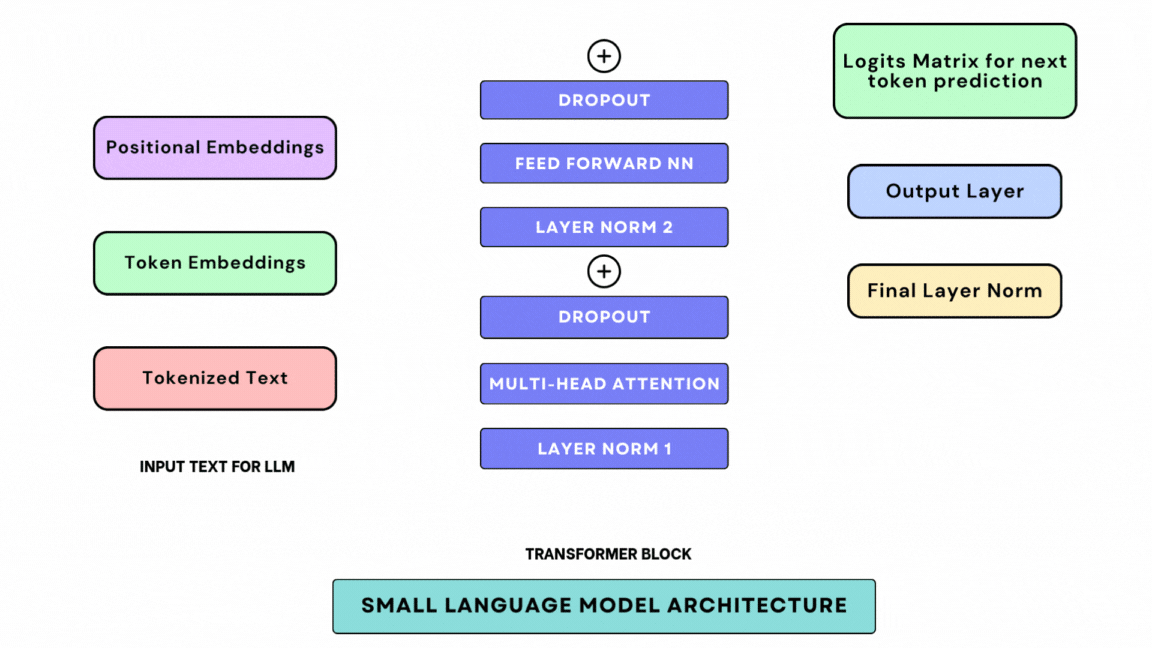 Positional Embeddings
Token Embeddings
Tokenized Text
INPUT TEXT FOR LLM
+
DROPOUT
FEED FORWARD NN
LAYER NORM 2
+
DROPOUT
MULTI-HEAD ATTENTION
LAYER NORM 1
TRANSFORMER BLOCK
Logits Matrix for next
token prediction
Output Layer
Final Layer Norm
SMALL LANGUAGE MODEL ARCHITECTURE